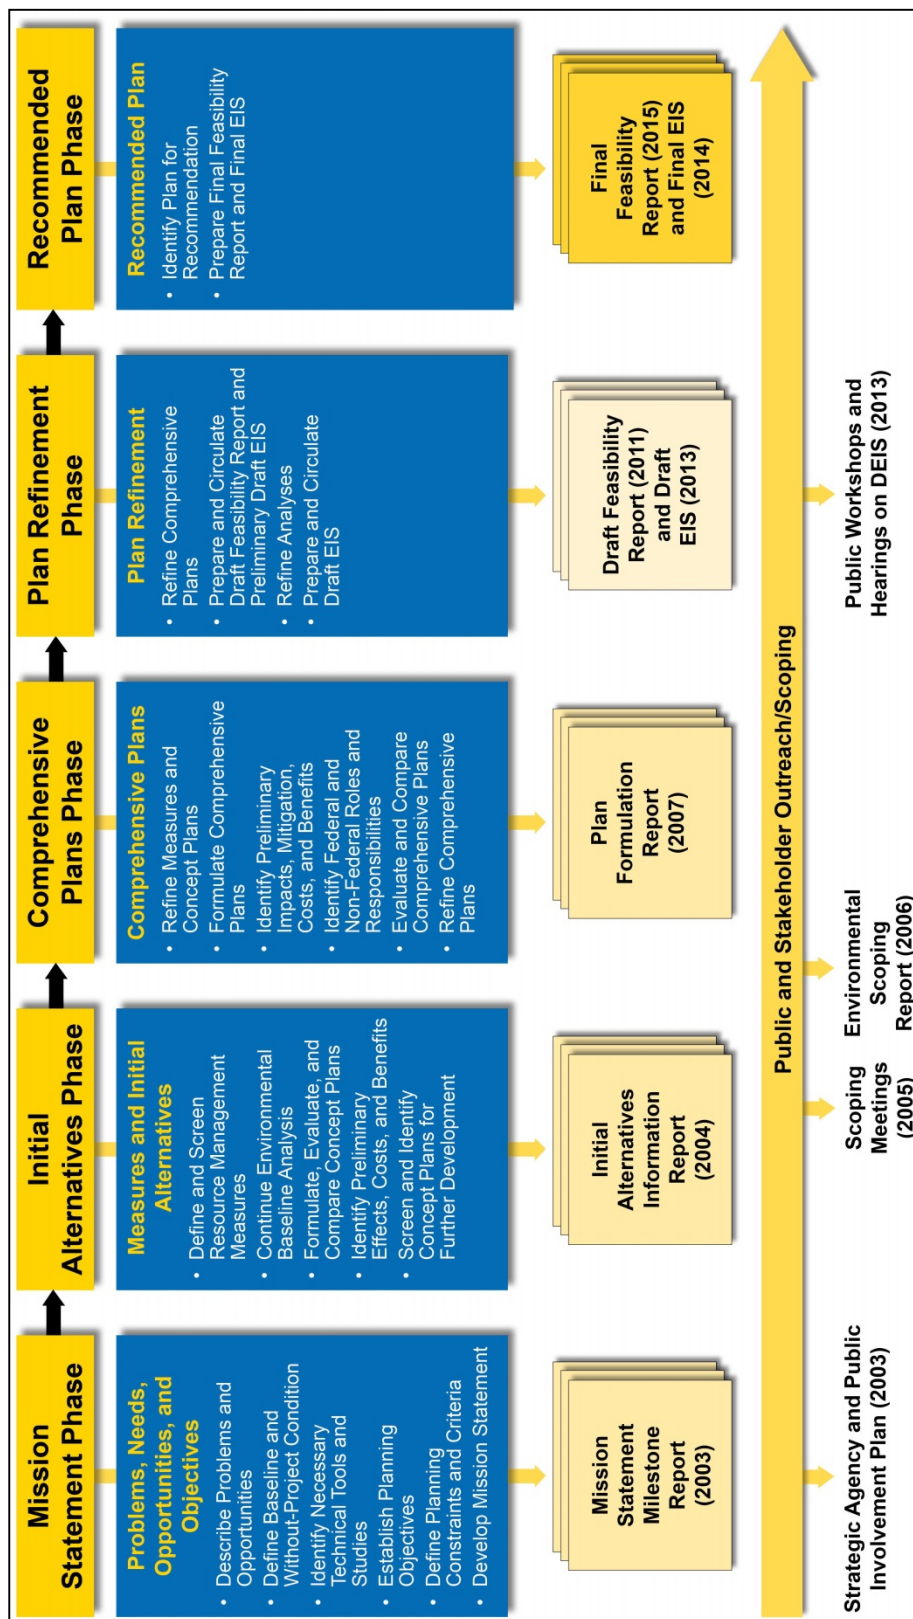 Mission
Statement Phase
Problems, Needs,
Opportunities, and
Objectives
• Describe Problems and
Opportunities
• Define Baseline and
Without-Project Condition
• Identify Necessary
Technical Tools and
Studies
• Establish Planning
Objectives
• Define Planning
Constraints and Criteria
• Develop Mission Statement
Mission
Statement
Milestone
Report
(2003)
Initial
Alternatives Phase
Measures and Initial
Alternatives
• Define and Screen
Resource Management
Measures
• Continue Environmental
Baseline Analysis
• Formulate, Evaluate, and
Compare Concept Plans
• Identify Preliminary
Effects, Costs, and Benefits
• Screen and Identify
Concept Plans for
Further Development
Initial
Alternatives
Information
Report
(2004)
Comprehensive
Plans Phase
Comprehensive Plans
• Refine Measures and
Concept Plans
• Formulate Comprehensive
Plans
• Identify Preliminary
Impacts, Mitigation,
Costs, and Benefits
• Identify Federal and
Non-Federal Roles and
Responsibilities
• Evaluate and Compare
Comprehensive Plans
• Refine Comprehensive
Plans
Plan
Formulation
Report
(2007)
Plan Refinement
Phase
Plan Refinement
• Refine Comprehensive
Plans
• Prepare and Circulate
Draft Feasibility Report and
Preliminary Draft EIS
• Refine Analyses
• Prepare and Circulate
Draft EIS
Draft Feasibility
Report (2011)
and Draft
EIS (2013)
Recommended
Plan Phase
Recommended Plan
• Identify Plan for
Recommendation
• Prepare Final Feasibility
Report and Final EIS
Final
Feasibility
Report (2015)
and Final EIS
(2014)
Public and Stakeholder Outreach/Scoping
Strategic Agency and Public
Involvement Plan (2003)
Scoping
Meetings
(2005)
Environmental
Scoping
Report (2006)
Public Workshops and
Hearings on DEIS (2013)